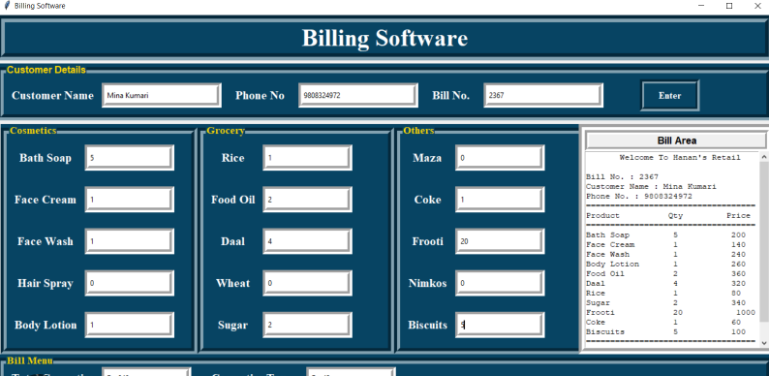 Billing Software
Billing Software
Customer Details
Customer Name Mina Kumari Phone No 9808324972 Bill No. 2367 Enter
Cosmetics
Bath Soap 5
Face Cream 1
Face Wash 1
Hair Spray 0
Body Lotion 1
Grocery
Rice 1
Food Oil 2
Daal 4
Wheat 0
Sugar 2
Others
Maza 0
Coke 1
Frooti 20
Nimkos 0
Biscuits 5
Bill Area
Welcome To Hanan's Retail
Bill No. : 2367
Customer Name : Mina Kumari
Phone No. : 9808324972
Product Qty Price
Bath Soap 5 200
Face Cream 1 140
Face Wash 1 240
Body Lotion 1 260
Food Oil 2 360
Daal 4 320
Rice 1 80
Sugar 2 340
Frooti 20 1000
Coke 1 60
Biscuits 5 100
Bill Menu